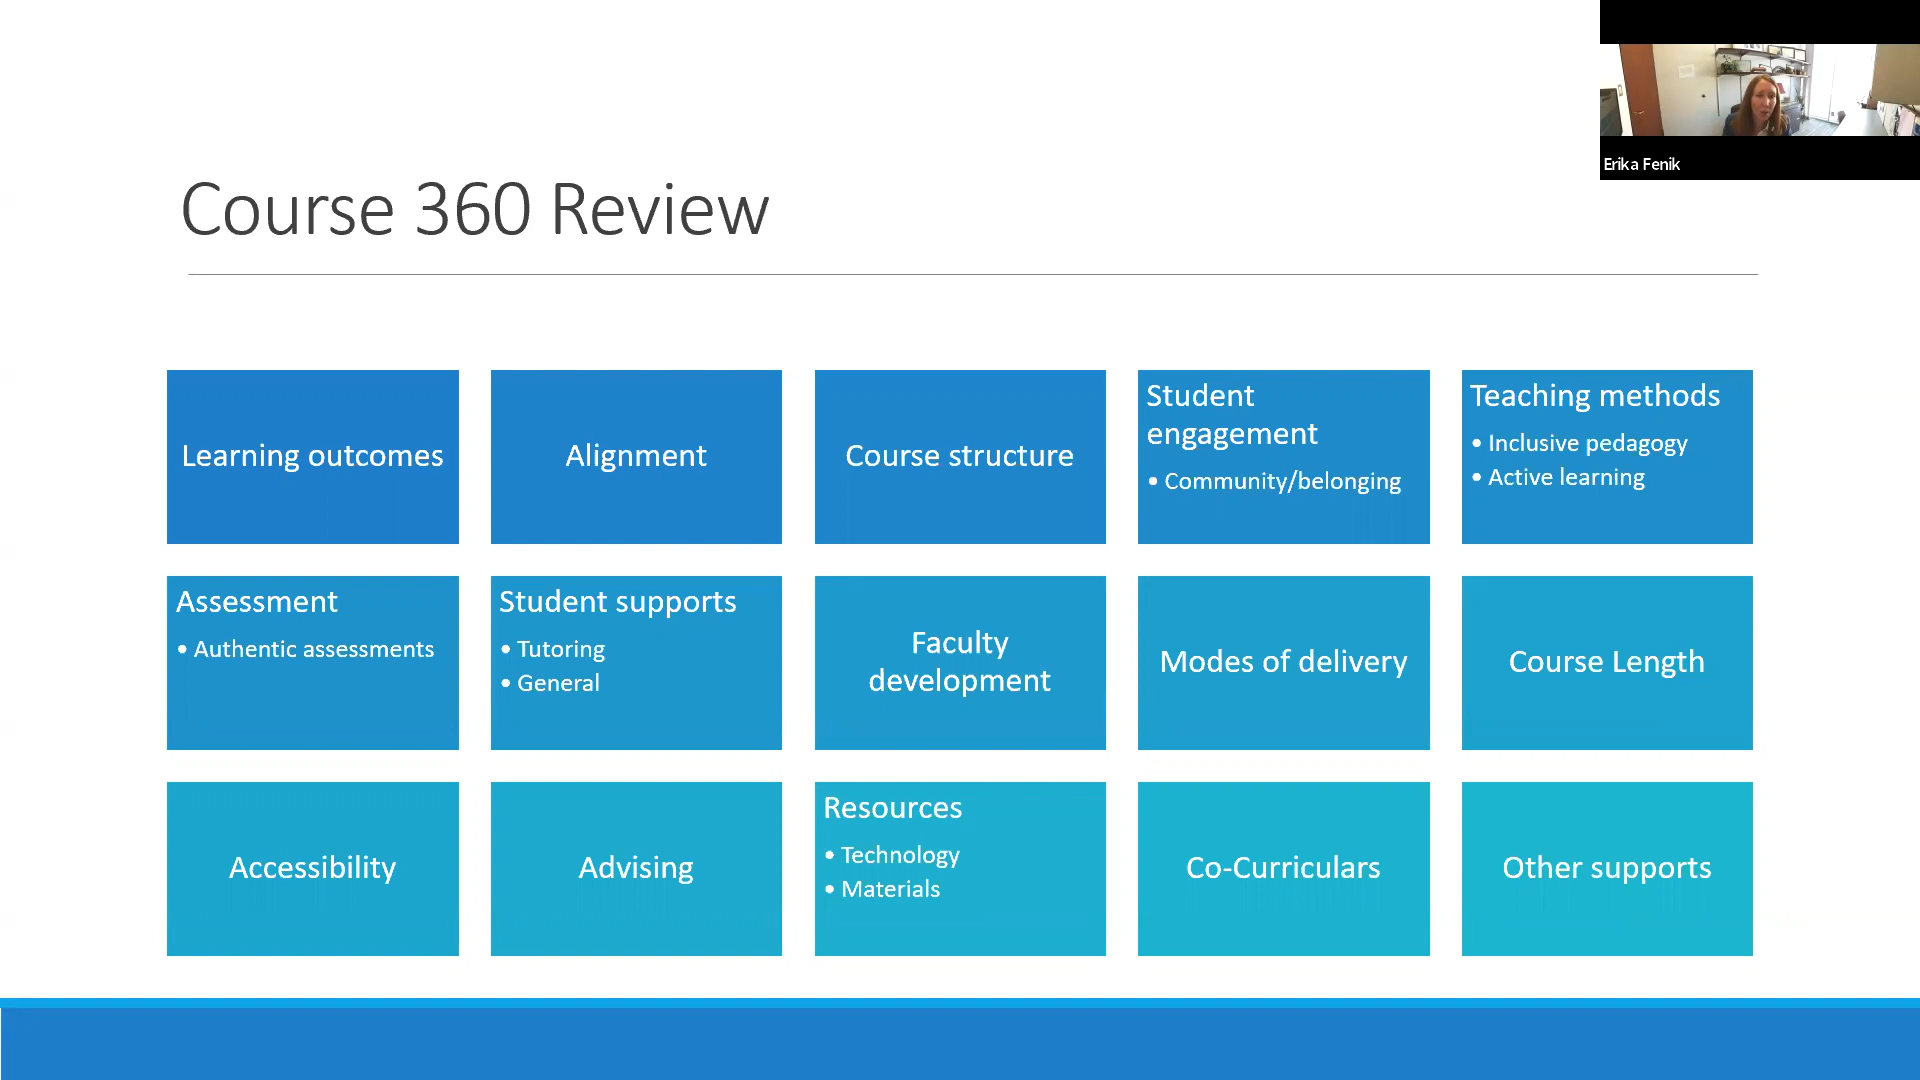 Erika Fenik
Course 360 Review
Learning outcomes
Alignment
Course structure
Student
engagement
• Community/belonging
Teaching methods
• Inclusive pedagogy
• Active learning
Assessment
• Authentic assessments
Student supports
• Tutoring
• General
Faculty
development
Modes of delivery
Course Length
Accessibility
Advising
Resources
• Technology
• Materials
Co-Curriculars
Other supports